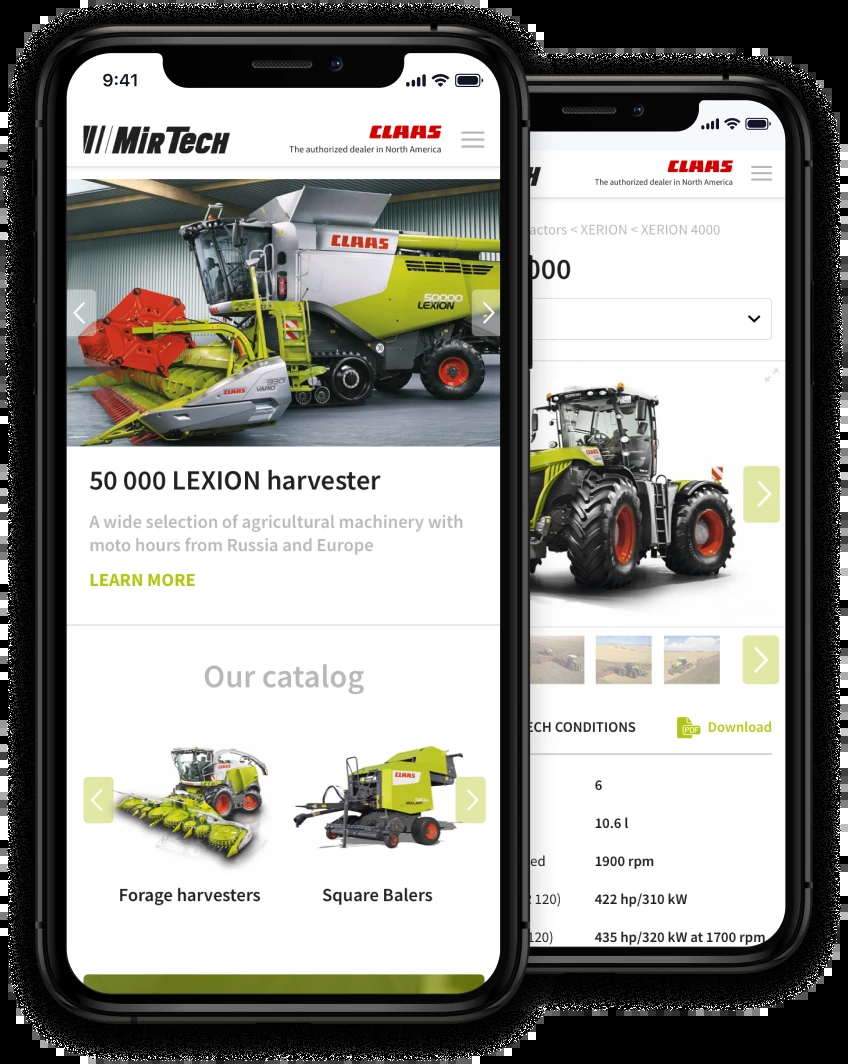 9:41
MIRTECH
CLAAS
The authorized dealer in North America
CLAAS
50000
LEXION
CLAAS
930
VARIO
50 000 LEXION harvester
A wide selection of agricultural machinery with
moto hours from Russia and Europe
LEARN MORE
Our catalog
CLAAS
Forage harvesters
Square Balers
H
CLAAS
The authorized dealer in North America
actors < XERION < XERION 4000
000
CLAAS
ECH CONDITIONS
PDF
Download
6
10.6 l
ed
1900 rpm
120)
422 hp/310 kW
120)
435 hp/320 kW at 1700 rpm